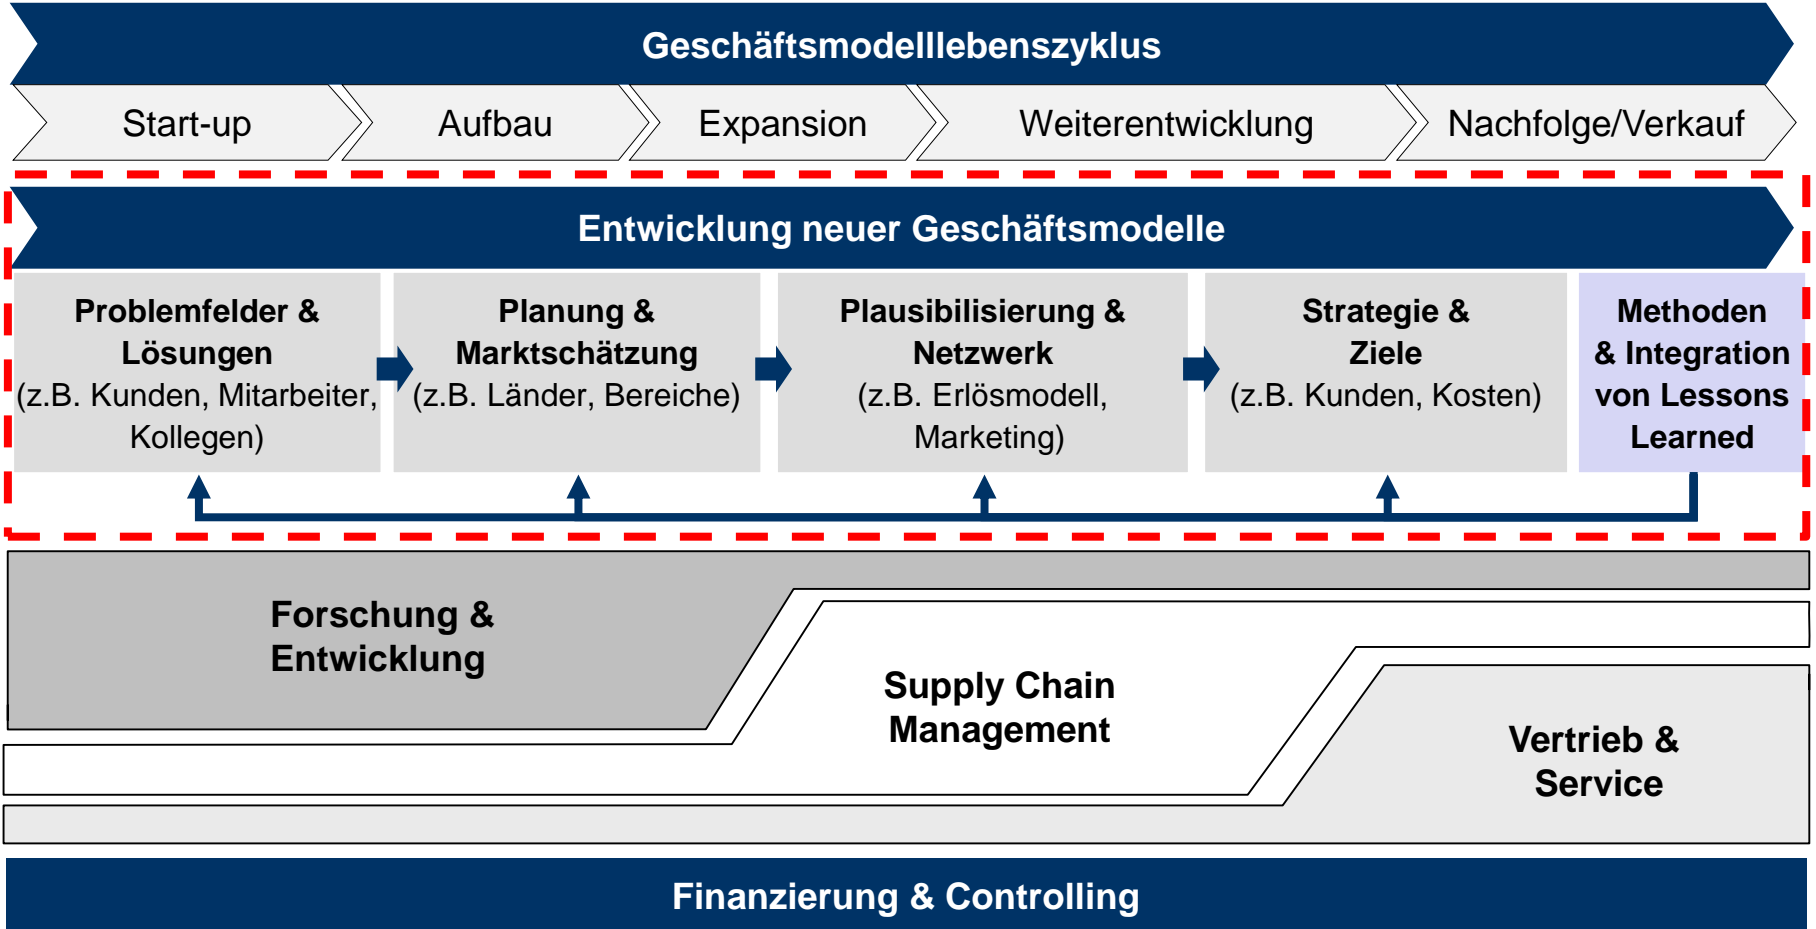 Geschäftsmodelllebenszyklus
Start-up
Aufbau
Expansion
Weiterentwicklung
Nachfolge/Verkauf
Entwicklung neuer Geschäftsmodelle
Problemfelder &
Lösungen
(z.B. Kunden, Mitarbeiter,
Kollegen)
Planung &
Marktschätzung
(z.B. Länder, Bereiche)
Plausibilisierung &
Netzwerk
(z.B. Erlösmodell,
Marketing)
Strategie &
Ziele
(z.B. Kunden, Kosten)
Methoden
& Integration
von Lessons
Learned
Forschung &
Entwicklung
Supply Chain
Management
Vertrieb &
Service
Finanzierung & Controlling